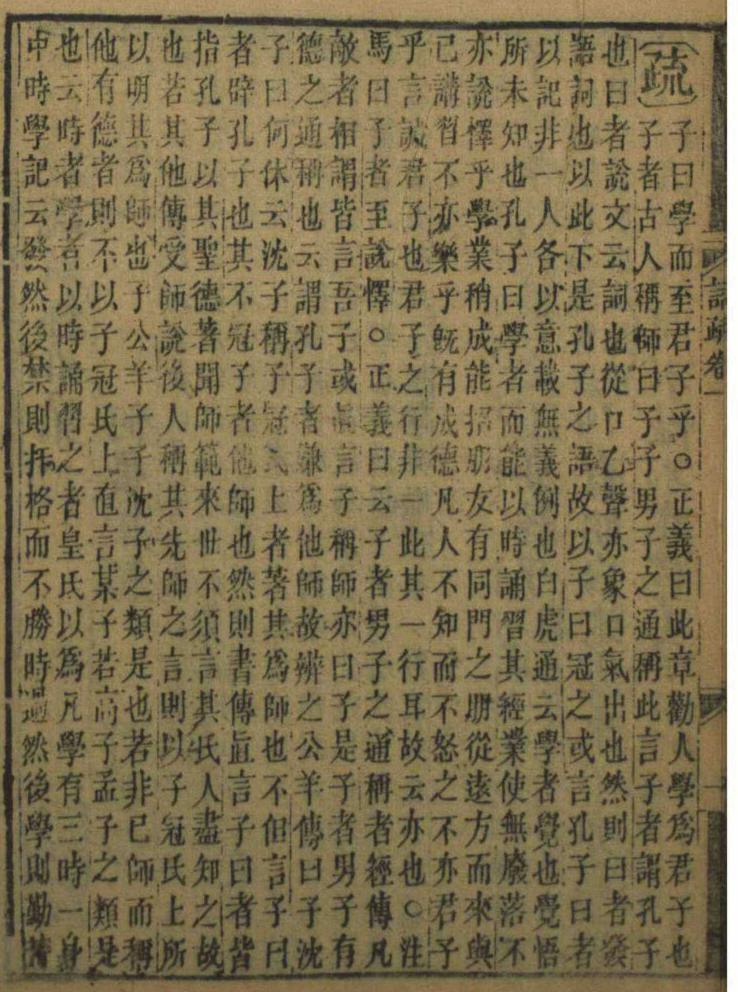 疏子曰學而至君子乎○正義曰此章勸人學爲君子也
子者古人稱師曰子子男子之通稱此言子者謂孔子
也曰者說文云詞也從口乙聲亦象口氣出也然則曰者發
語詞也以此下是孔子之語故以子曰冠之或言孔子曰者
以記非一人各以意載無義例也白虎通云學者覺也覺悟
所未知也孔子曰學者而能以時誦習其經業使無廢落不
亦說懌乎學業稍成能招朋友有同門之朋從遠方而來與
已講習不亦樂乎旣有成德凡人不知而不怒之不亦君子
乎言誠君子也君子之行非一此其一行耳故云亦也○注
馬曰子者至說懌○正義曰云子者男子之通稱者經傳凡
敵者相謂皆言吾子或直言子稱師亦曰子是子者男子有
德之通稱也云謂孔子者嫌爲他師故辨之公羊傳曰子沈
子曰何休云沈子稱子冠氏上者著其爲師也不但言子曰
者辟孔子也其不冠子者他師也然則書傳直言子曰者皆
指孔子以其聖德著聞師範來世不須言其氏人盡知之故
也若其他傳受師說後人稱其先師之言則以子冠氏上所
以明其爲師也子公羊子子沈子之類是也若非已師而稱
他有德者則不以子冠氏上直言某子若高子孟子之類是
也云時者學者以時誦習之者皇氏以爲凡學有三時一身
中時學記云發然後禁則扞格而不勝時過然後學則勤苦
語疏卷一